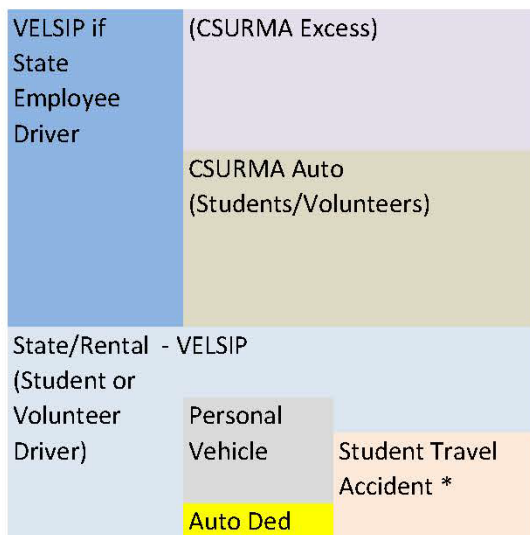 VELSIP if
State
Employee
Driver
(CSURMA Excess)
CSURMA Auto
(Students/Volunteers)
State/Rental - VELSIP
(Student or
Volunteer
Driver)
Personal
Vehicle
Student Travel
Accident *
Auto Ded